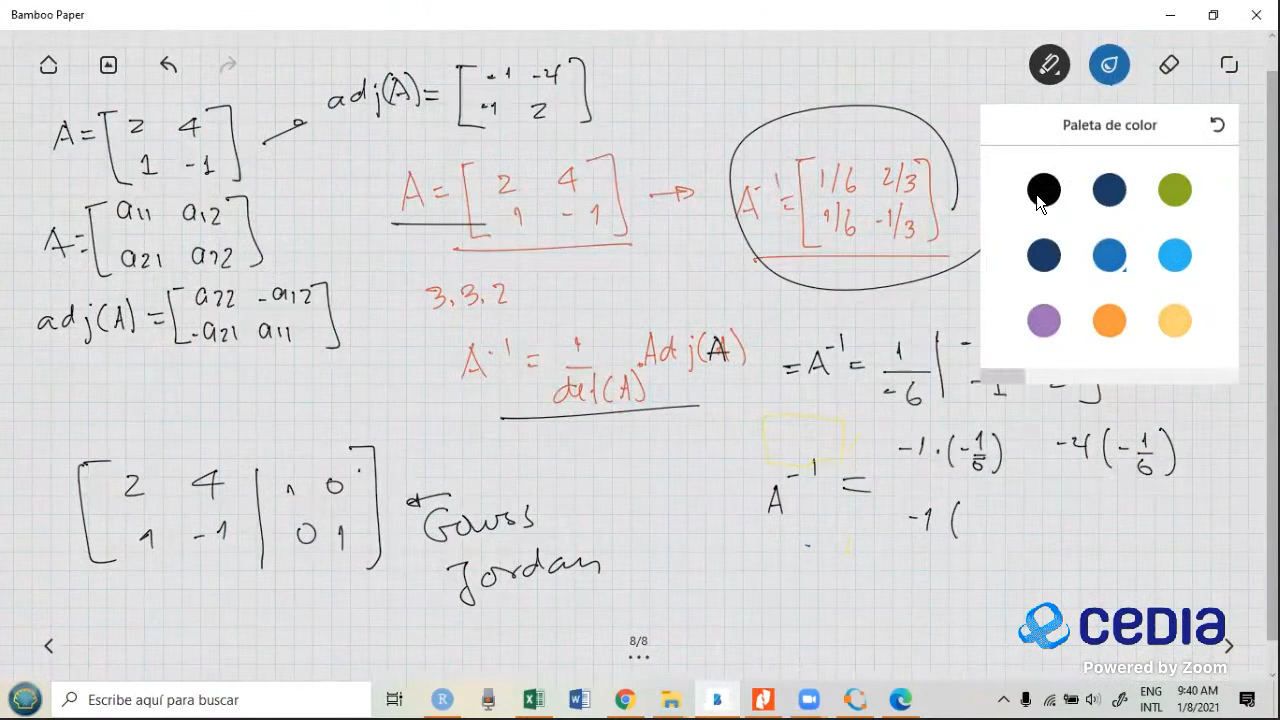 Bamboo Paper
A = [2 4
1 -1]
adj(A) = [-1 -4
-1 2]
A = [a11 a12
a21 a22]
adj(A) = [a22 -a12
-a21 a11]
A = [2 4
1 -1] →
A^-1 = [1/6 2/3
1/6 -1/3]
3.3.2
A^-1 = 1/det(A) . Adj(A)
= A^-1 = 1/-6
-1 · (-1/6) -4 (-1/6)
A^-1 =
-1 (
[2 4 | 1 0
1 -1 | 0 1]
← Gauss
Jordan
Paleta de color
8/8
CEDIA
Powered by Zoom
Escribe aquí para buscar
ENG
INTL
9:40 AM
1/8/2021